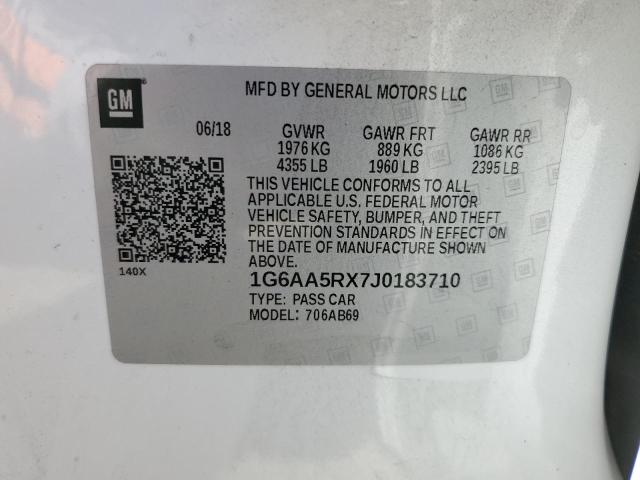 GM
MFD BY GENERAL MOTORS LLC
06/18 GVWR GAWR FRT GAWR RR
1976 KG 889 KG 1086 KG
4355 LB 1960 LB 2395 LB
THIS VEHICLE CONFORMS TO ALL
APPLICABLE U.S. FEDERAL MOTOR
VEHICLE SAFETY, BUMPER, AND THEFT
PREVENTION STANDARDS IN EFFECT ON
THE DATE OF MANUFACTURE SHOWN
ABOVE.
140X
1G6AA5RX7J0183710
TYPE: PASS CAR
MODEL: 706AB69